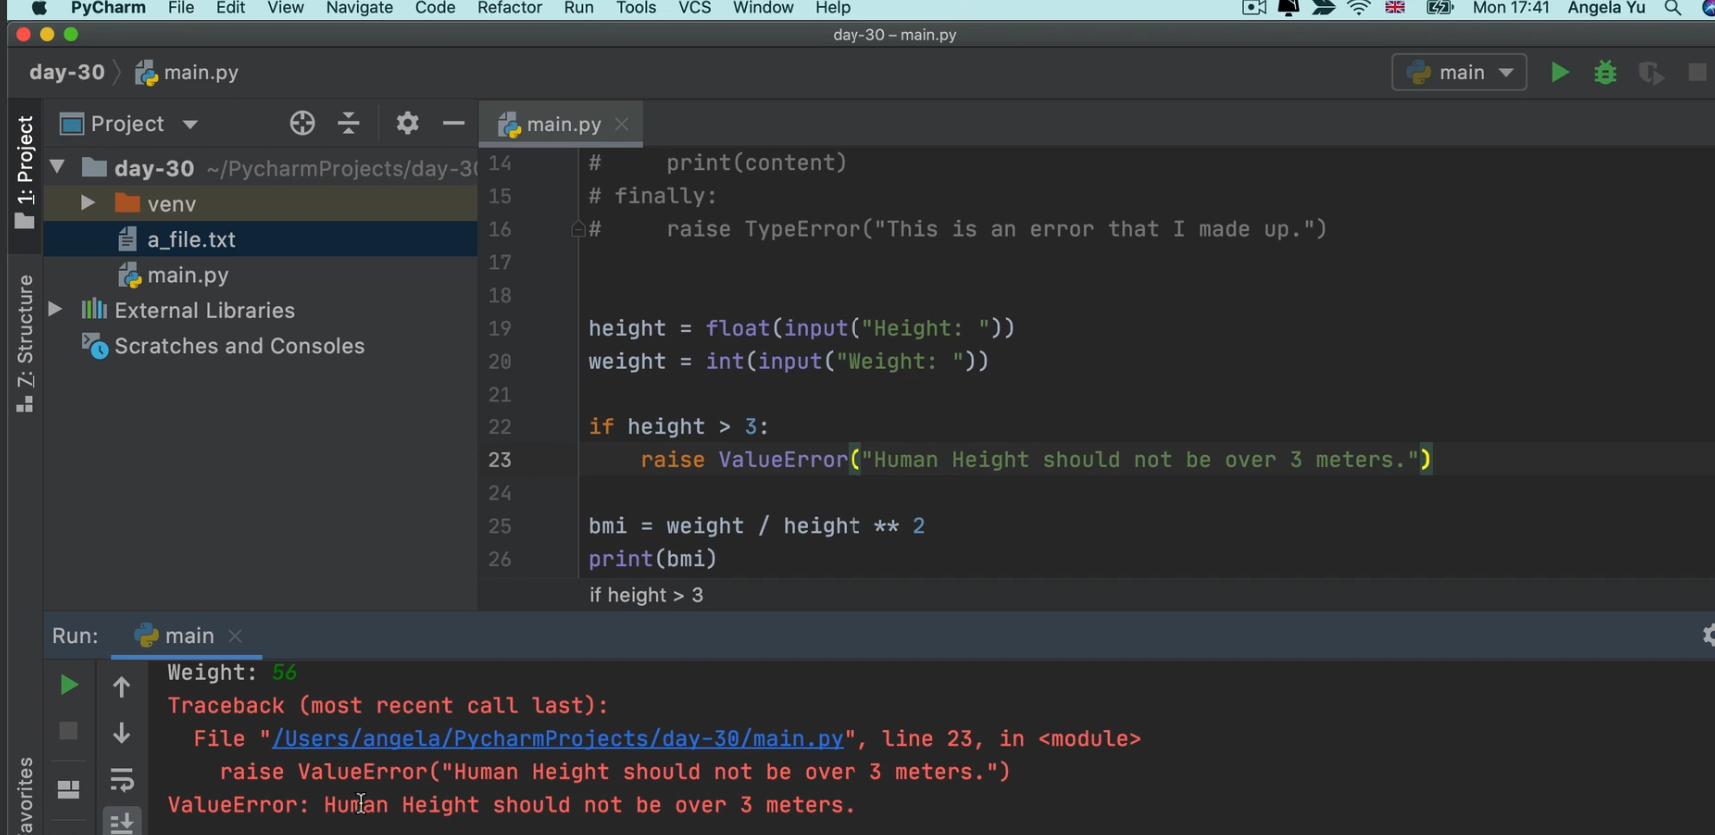 PyCharm File Edit View Navigate Code Refactor Run Tools VCS Window Help Mon 17:41 Angela Yu
day-30 – main.py
day-30 main.py main
1: Project
Project
main.py
day-30 ~/PycharmProjects/day-30
venv
a_file.txt
main.py
External Libraries
Scratches and Consoles
7: Structure
14 # print(content)
15 # finally:
16 # raise TypeError("This is an error that I made up.")
17
18
19 height = float(input("Height: "))
20 weight = int(input("Weight: "))
21
22 if height > 3:
23 raise ValueError("Human Height should not be over 3 meters.")
24
25 bmi = weight / height ** 2
26 print(bmi)
if height > 3
Run: main
Weight: 56
Traceback (most recent call last):
File "/Users/angela/PycharmProjects/day-30/main.py", line 23, in <module>
raise ValueError("Human Height should not be over 3 meters.")
ValueError: Human Height should not be over 3 meters.
avorites